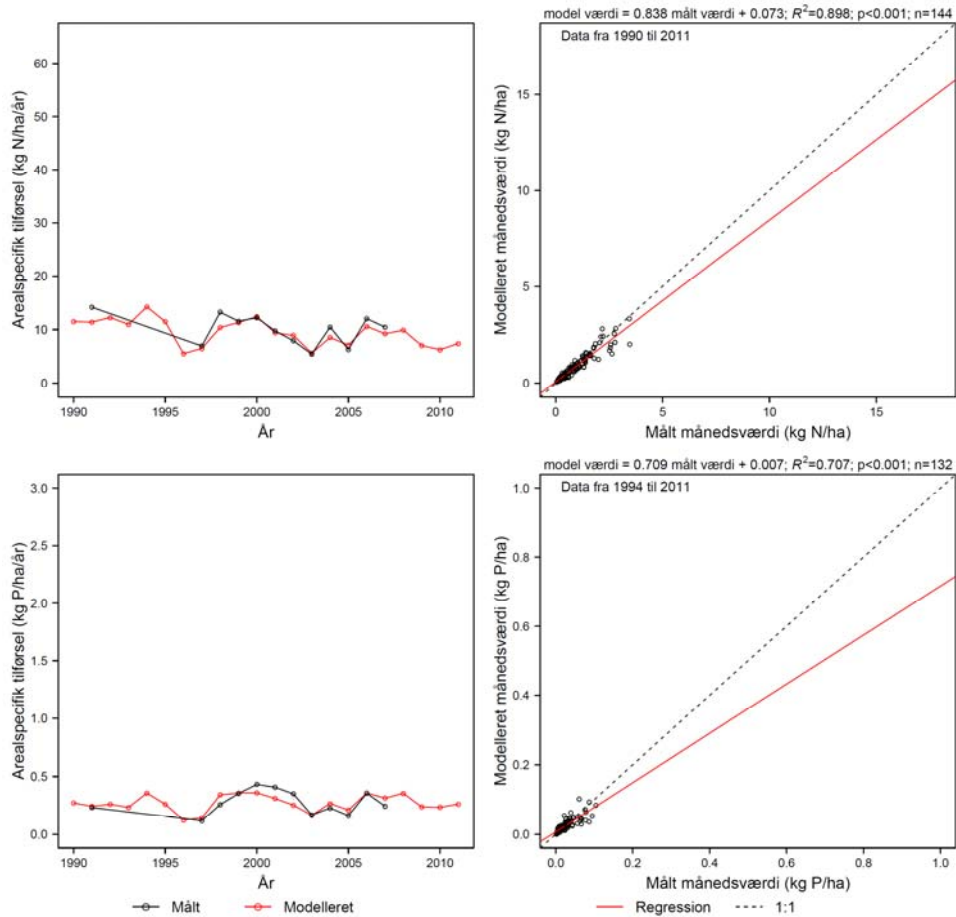 model værdi = 0.838 målt værdi + 0.073; R²=0.898; p<0.001; n=144
Arealspecifik tilførsel (kg N/ha/år)
60
50
40
30
20
10
0
1990 1995 2000 2005 2010
År
Data fra 1990 til 2011
Modelleret månedsværdi (kg N/ha)
15
10
5
0
0 5 10 15
Målt månedsværdi (kg N/ha)
model værdi = 0.709 målt værdi + 0.007; R²=0.707; p<0.001; n=132
Arealspecifik tilførsel (kg P/ha/år)
3.0
2.5
2.0
1.5
1.0
0.5
0.0
1990 1995 2000 2005 2010
År
Data fra 1994 til 2011
Modelleret månedsværdi (kg P/ha)
1.0
0.8
0.6
0.4
0.2
0.0
0.0 0.2 0.4 0.6 0.8 1.0
Målt månedsværdi (kg P/ha)
Målt Modelleret Regression 1:1